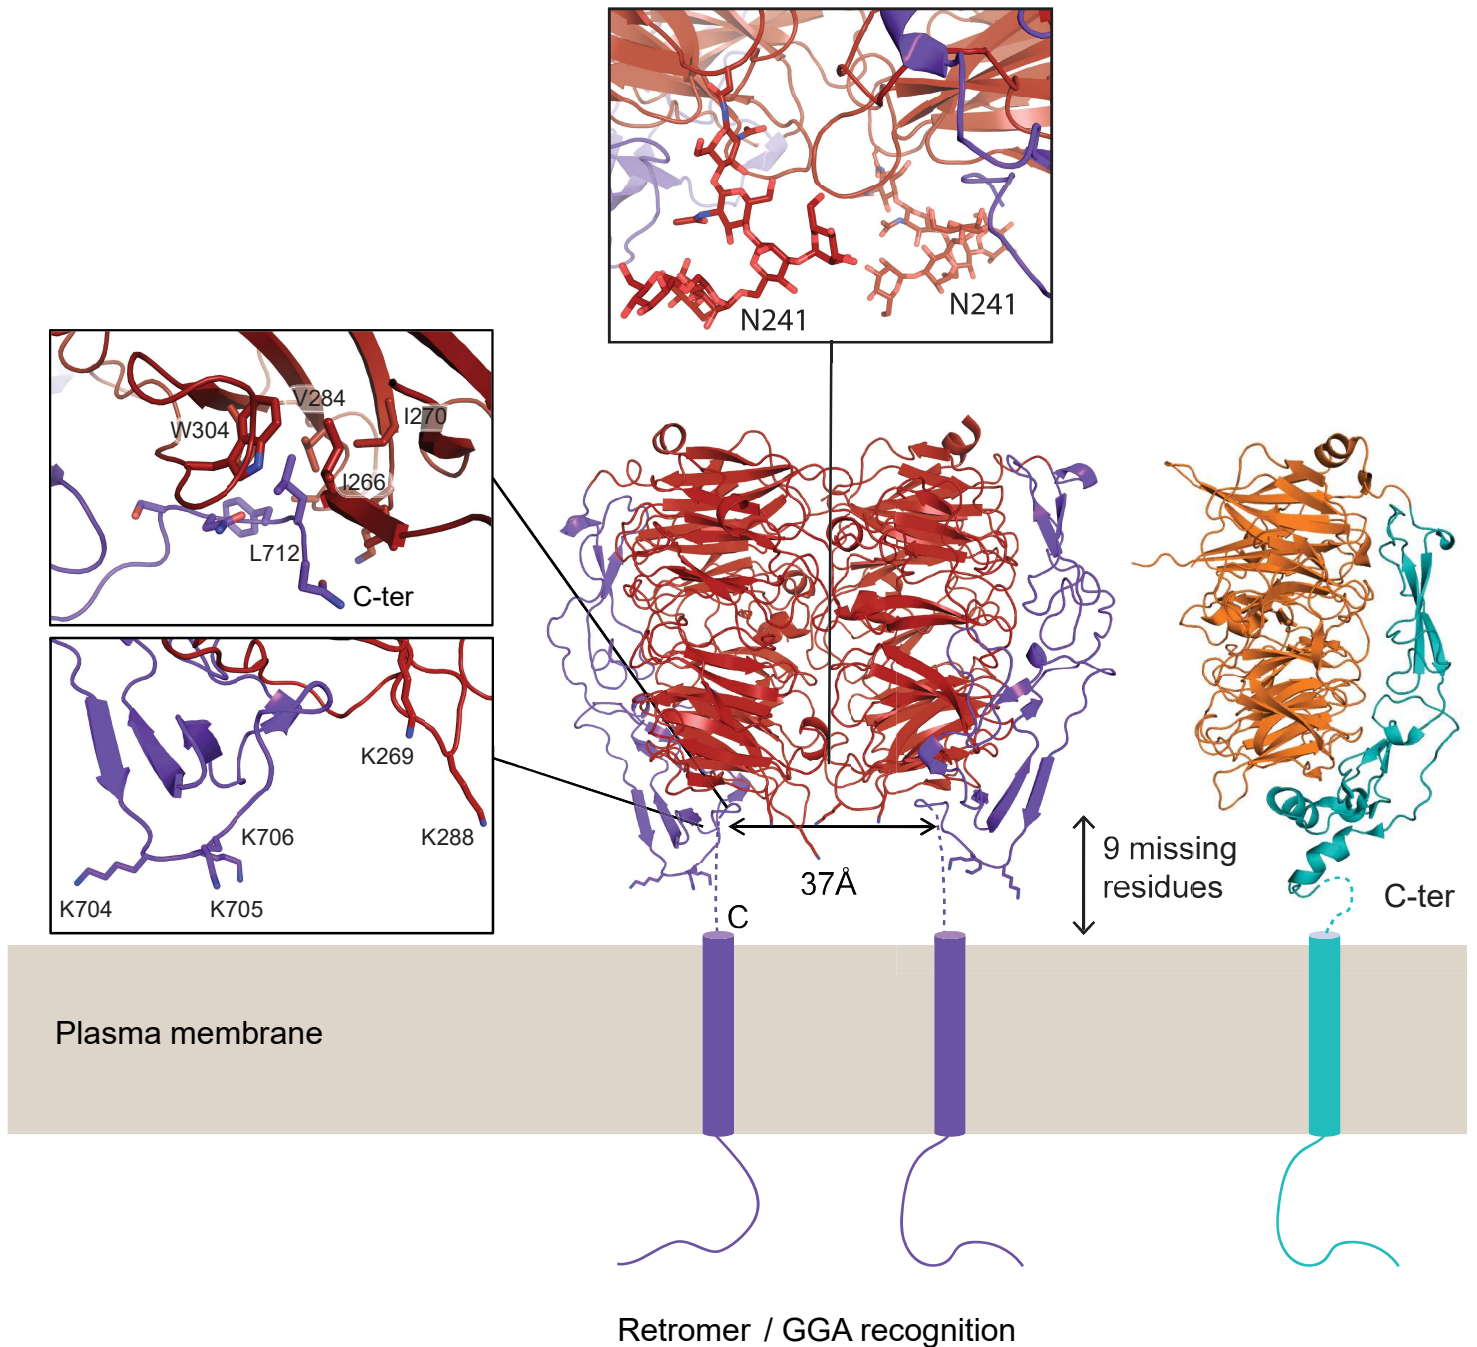 N241
N241
V284
I270
W304
I266
L712
C-ter
K269
K706
K288
K704
K705
37Å
9 missing
residues
C-ter
C
Plasma membrane
Retromer / GGA recognition